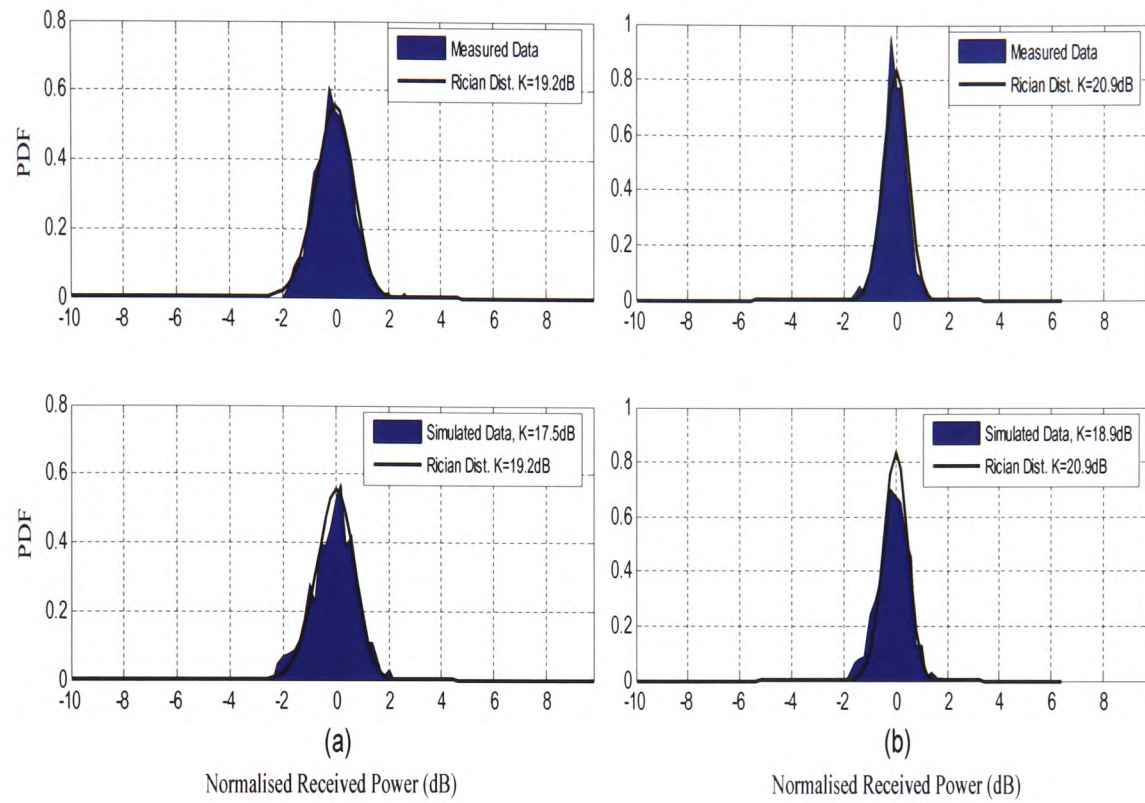 0.8
0.6
0.4
0.2
0
PDF
-10 -8 -6 -4 -2 0 2 4 6 8
Measured Data
Rician Dist. K=19.2dB
1
0.8
0.6
0.4
0.2
0
-10 -8 -6 -4 -2 0 2 4 6 8
Measured Data
Rician Dist. K=20.9dB
0.8
0.6
0.4
0.2
0
PDF
-10 -8 -6 -4 -2 0 2 4 6 8
Simulated Data, K=17.5dB
Rician Dist. K=19.2dB
(a)
Normalised Received Power (dB)
1
0.8
0.6
0.4
0.2
0
-10 -8 -6 -4 -2 0 2 4 6 8
Simulated Data, K=18.9dB
Rician Dist. K=20.9dB
(b)
Normalised Received Power (dB)